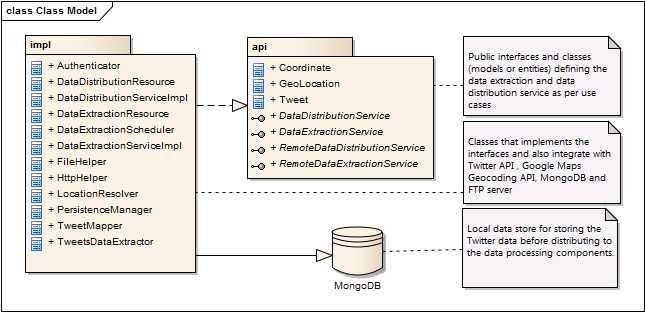 class Class Model
impl
+ Authenticator
+ DataDistributionResource
+ DataDistributionServiceImpl
+ DataExtractionResource
+ DataExtractionScheduler
+ DataExtractionServiceImpl
+ FileHelper
+ HttpHelper
+ LocationResolver
+ PersistenceManager
+ TweetMapper
+ TweetsDataExtractor
api
+ Coordinate
+ GeoLocation
+ Tweet
+ DataDistributionService
+ DataExtractionService
+ RemoteDataDistributionService
+ RemoteDataExtractionService
Public interfaces and classes
(models or entities) defining the
data extraction and data
distribution service as per use
cases
Classes that implements the
interfaces and also integrate with
Twitter API , Google Maps
Geocoding API, MongoDB and
FTP server
Local data store for storing the
Twitter data before distributing to
the data processing components.
MongoDB